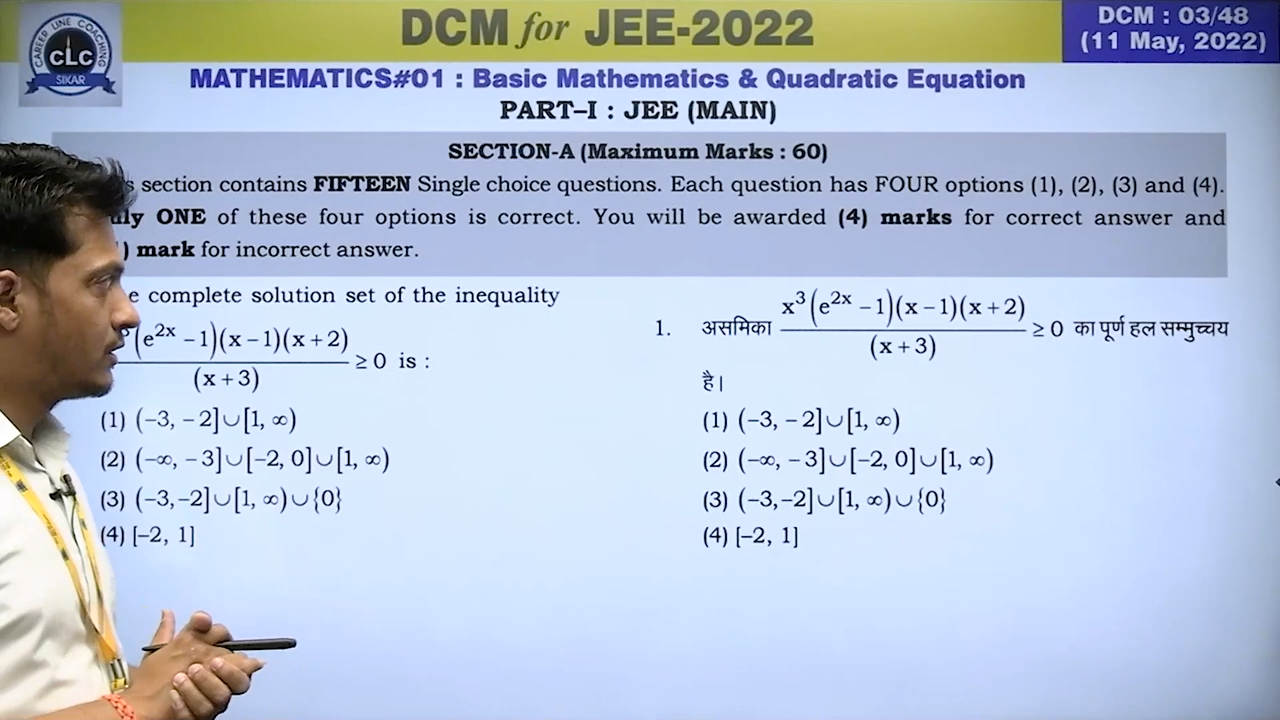 CAREER LINE COACHING
CLC
SIKAR
DCM for JEE-2022
DCM : 03/48
(11 May, 2022)
MATHEMATICS#01 : Basic Mathematics & Quadratic Equation
PART–I : JEE (MAIN)
SECTION-A (Maximum Marks : 60)
section contains FIFTEEN Single choice questions. Each question has FOUR options (1), (2), (3) and (4).
ONE of these four options is correct. You will be awarded (4) marks for correct answer and
) mark for incorrect answer.
complete solution set of the inequality
(e^{2x} − 1)(x − 1)(x + 2)
(x + 3)
≥ 0 is :
(1) (−3, −2]∪[1, ∞)
(2) (−∞, −3]∪[−2, 0]∪[1, ∞)
(3) (−3,−2]∪[1, ∞)∪{0}
(4) [–2, 1]
1. असमिका x³(e^{2x} − 1)(x − 1)(x + 2) / (x + 3) ≥ 0 का पूर्ण हल सम्मुच्चय
है।
(1) (−3, −2]∪[1, ∞)
(2) (−∞, −3]∪[−2, 0]∪[1, ∞)
(3) (−3,−2]∪[1, ∞)∪{0}
(4) [–2, 1]